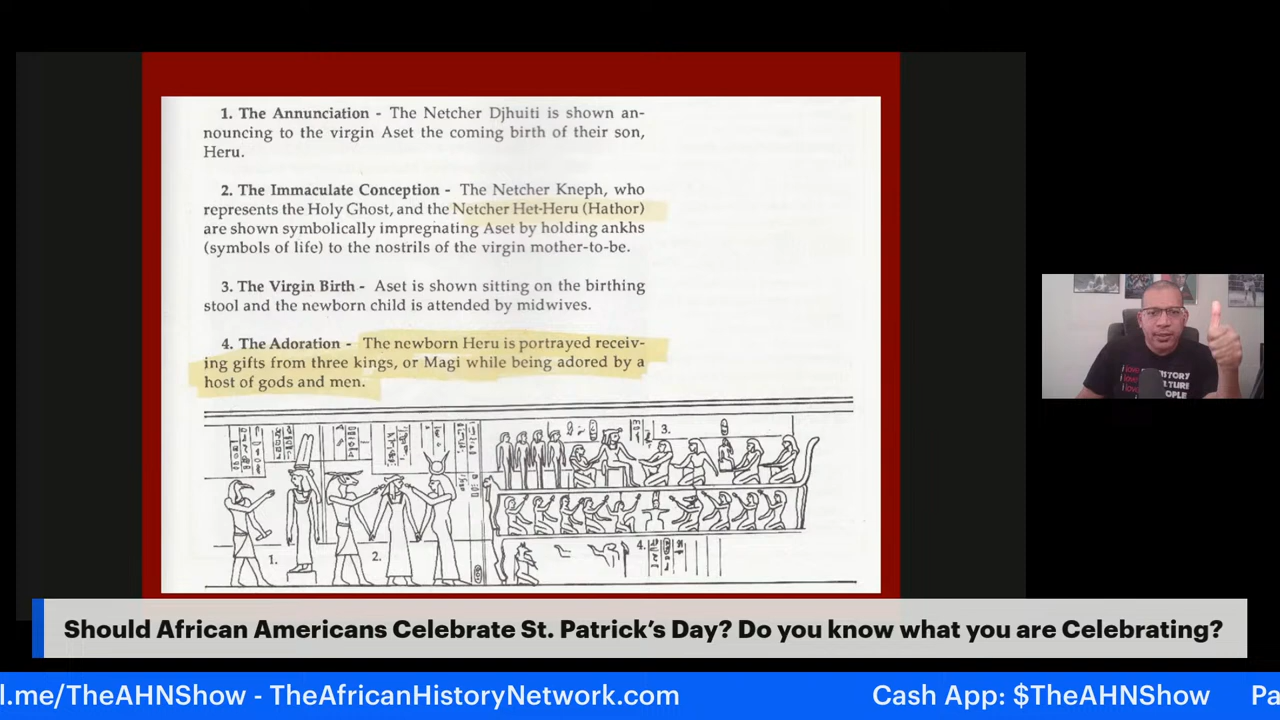 1. The Annunciation - The Netcher Djhuiti is shown an-
nouncing to the virgin Aset the coming birth of their son,
Heru.
2. The Immaculate Conception - The Netcher Kneph, who
represents the Holy Ghost, and the Netcher Het-Heru (Hathor)
are shown symbolically impregnating Aset by holding ankhs
(symbols of life) to the nostrils of the virgin mother-to-be.
3. The Virgin Birth - Aset is shown sitting on the birthing
stool and the newborn child is attended by midwives.
4. The Adoration - The newborn Heru is portrayed receiv-
ing gifts from three kings, or Magi while being adored by a
host of gods and men.
3.
4.
1.
2.
Should African Americans Celebrate St. Patrick's Day? Do you know what you are Celebrating?
l.me/TheAHNShow - TheAfricanHistoryNetwork.com Cash App: $TheAHNShow Pa